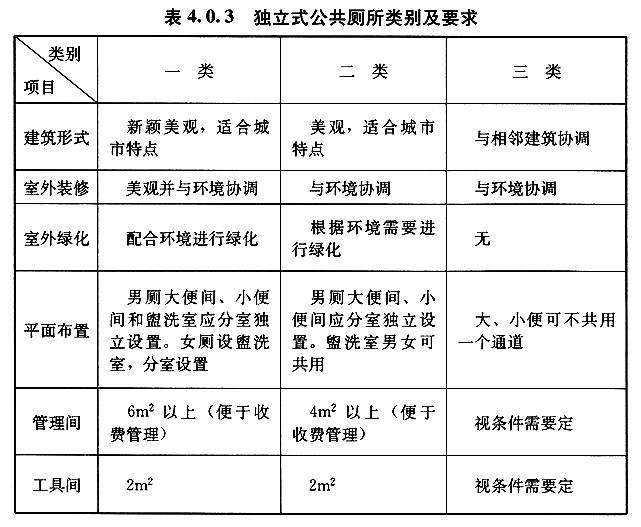 表 4.0.3 独立式公共厕所类别及要求
类别
项目
一 类
二 类
三 类
建筑形式
新颖美观，适合城
市特点
美观，适合城市
特点
与相邻建筑协调
室外装修
美观并与环境协调
与环境协调
与环境协调
室外绿化
配合环境进行绿化
根据环境需要进
行绿化
无
平面布置
男厕大便间、小便
间和盥洗室应分室独
立设置。女厕设盥洗
室，分室设置
男厕大便间、小
便间应分室独立设
置。盥洗室男女可
共用
大、小便可不共用
一个通道
管理间
6m² 以上（便于收
费管理）
4m² 以上（便于
收费管理）
视条件需要定
工具间
2m²
2m²
视条件需要定